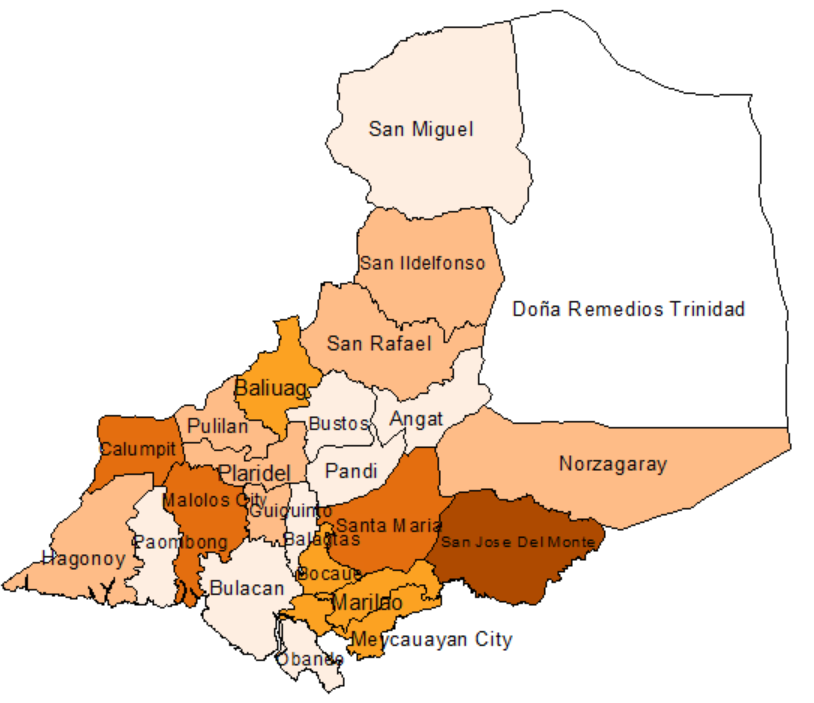 San Miguel
San Ildelfonso
Doña Remedios Trinidad
San Rafael
Baliuag
Pulilan
Bustos
Angat
Calumpit
Plaridel
Pandi
Norzagaray
Malolos City
Guiguinto
Santa Maria
Paombong
Balagtas
San Jose Del Monte
Hagonoy
Bocaue
Bulacan
Marilao
Meycauayan City
Obando